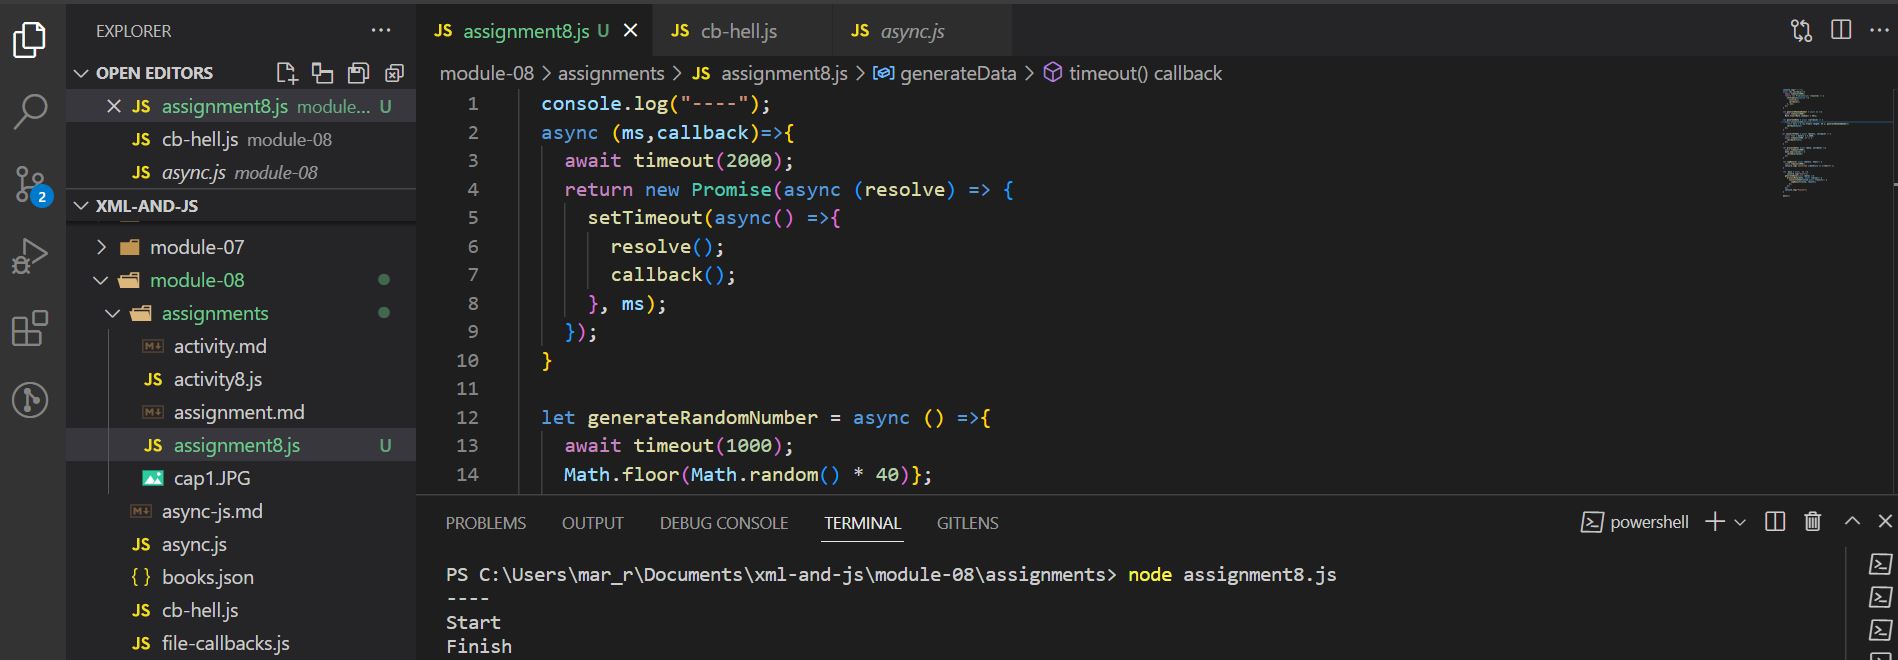 EXPLORER ...
OPEN EDITORS
JS assignment8.js module... U
JS cb-hell.js module-08
JS async.js module-08
XML-AND-JS
module-07
module-08
assignments
M↓ activity.md
JS activity8.js
M↓ assignment.md
JS assignment8.js U
cap1.JPG
M↓ async-js.md
JS async.js
{ } books.json
JS cb-hell.js
JS file-callbacks.js
2
JS assignment8.js U JS cb-hell.js JS async.js
module-08 > assignments > JS assignment8.js > generateData > timeout() callback
1 console.log("----");
2 async (ms,callback)=>{
3 await timeout(2000);
4 return new Promise(async (resolve) => {
5 setTimeout(async() =>{
6 resolve();
7 callback();
8 }, ms);
9 });
10 }
11
12 let generateRandomNumber = async () =>{
13 await timeout(1000);
14 Math.floor(Math.random() * 40)};
PROBLEMS OUTPUT DEBUG CONSOLE TERMINAL GITLENS powershell
PS C:\Users\mar_r\Documents\xml-and-js\module-08\assignments> node assignment8.js
----
Start
Finish